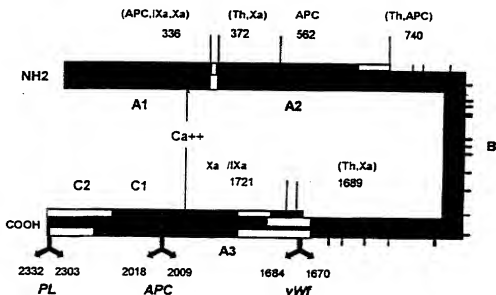 (APC,IXa,Xa) (Th,Xa) APC (Th,APC)
336 372 562 740
NH2
A1 A2
Ca++
B
Xa /IXa (Th,Xa)
1721 1689
C2 C1
COOH
A3
2332 2303 2018 2009 1684 1670
PL APC vWf